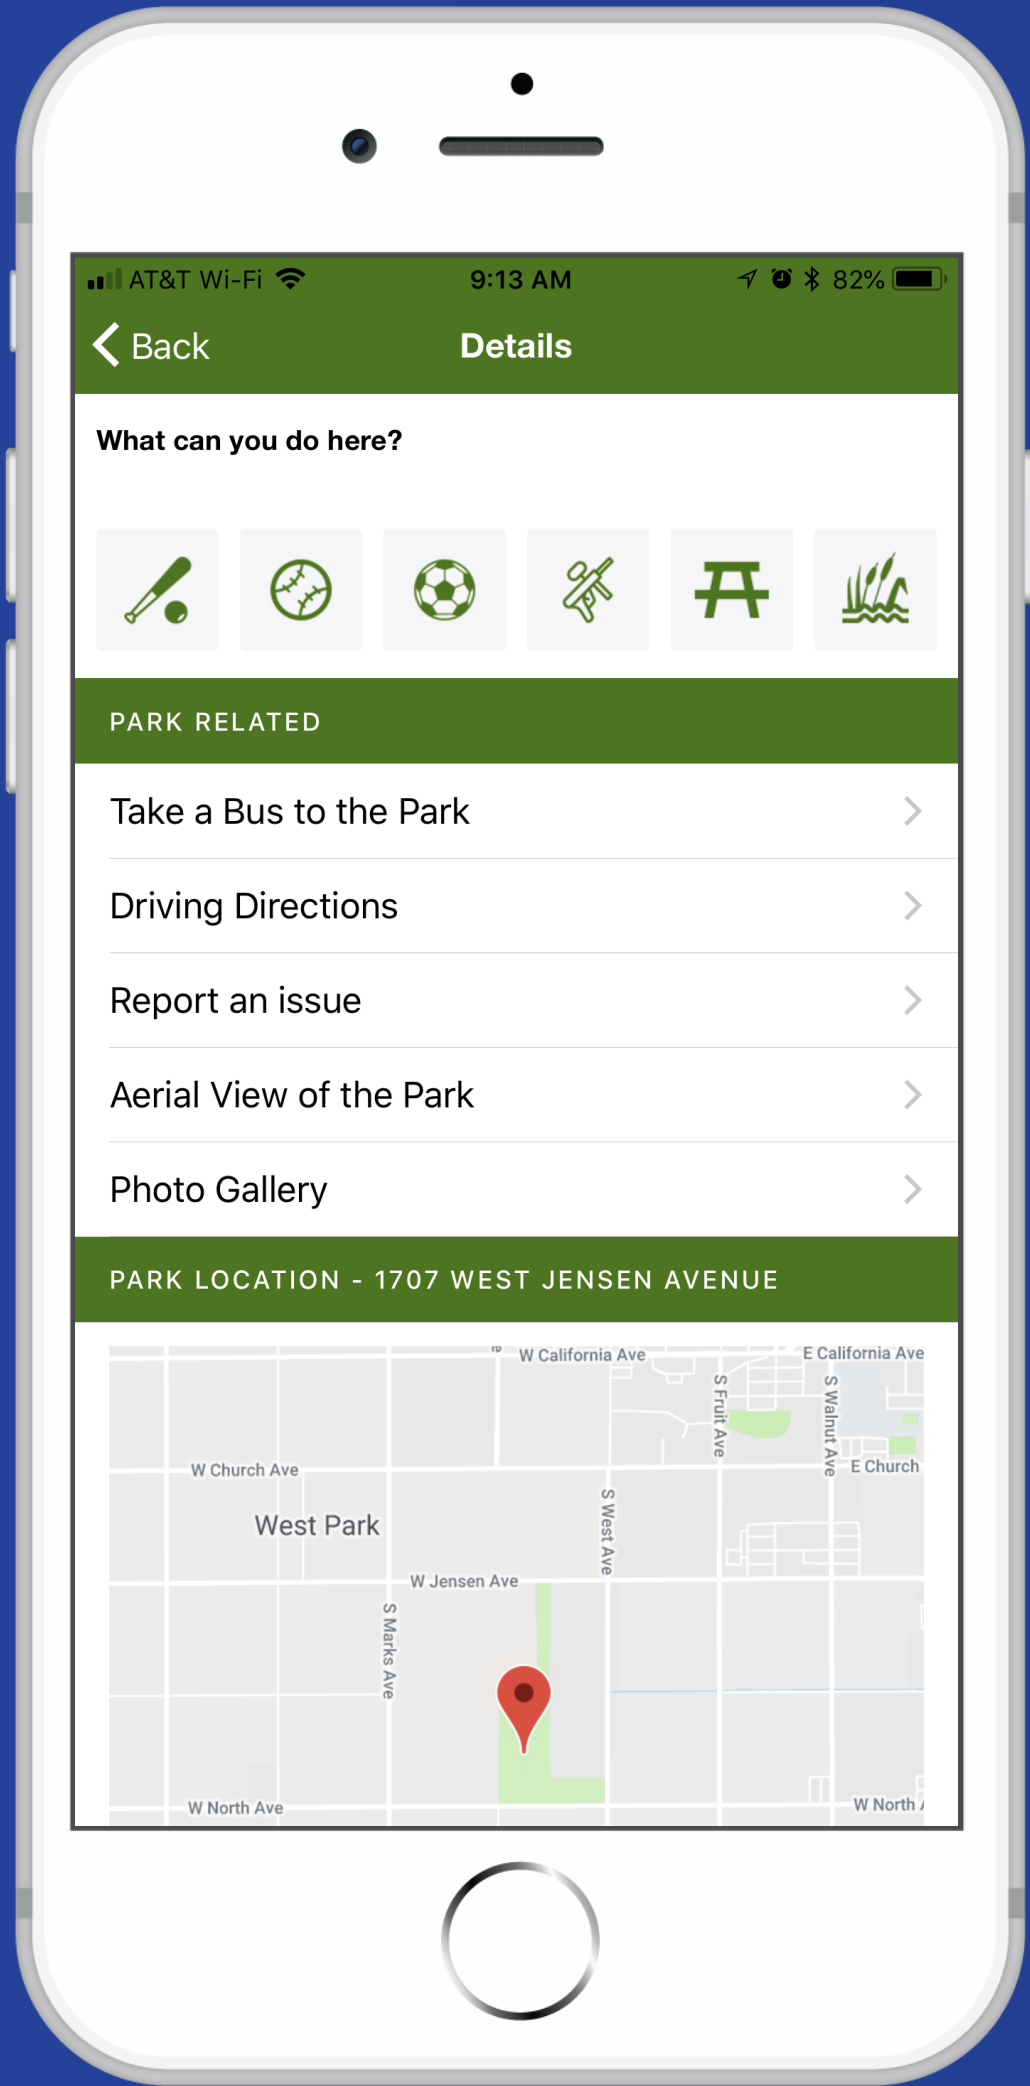 AT&T Wi-Fi 9:13 AM 82%
Back Details
What can you do here?
PARK RELATED
Take a Bus to the Park
Driving Directions
Report an issue
Aerial View of the Park
Photo Gallery
PARK LOCATION - 1707 WEST JENSEN AVENUE
W California Ave
E California Ave
S Fruit Ave
S Walnut Ave
W Church Ave
E Church
West Park
S West Ave
W Jensen Ave
S Marks Ave
W North Ave
W North